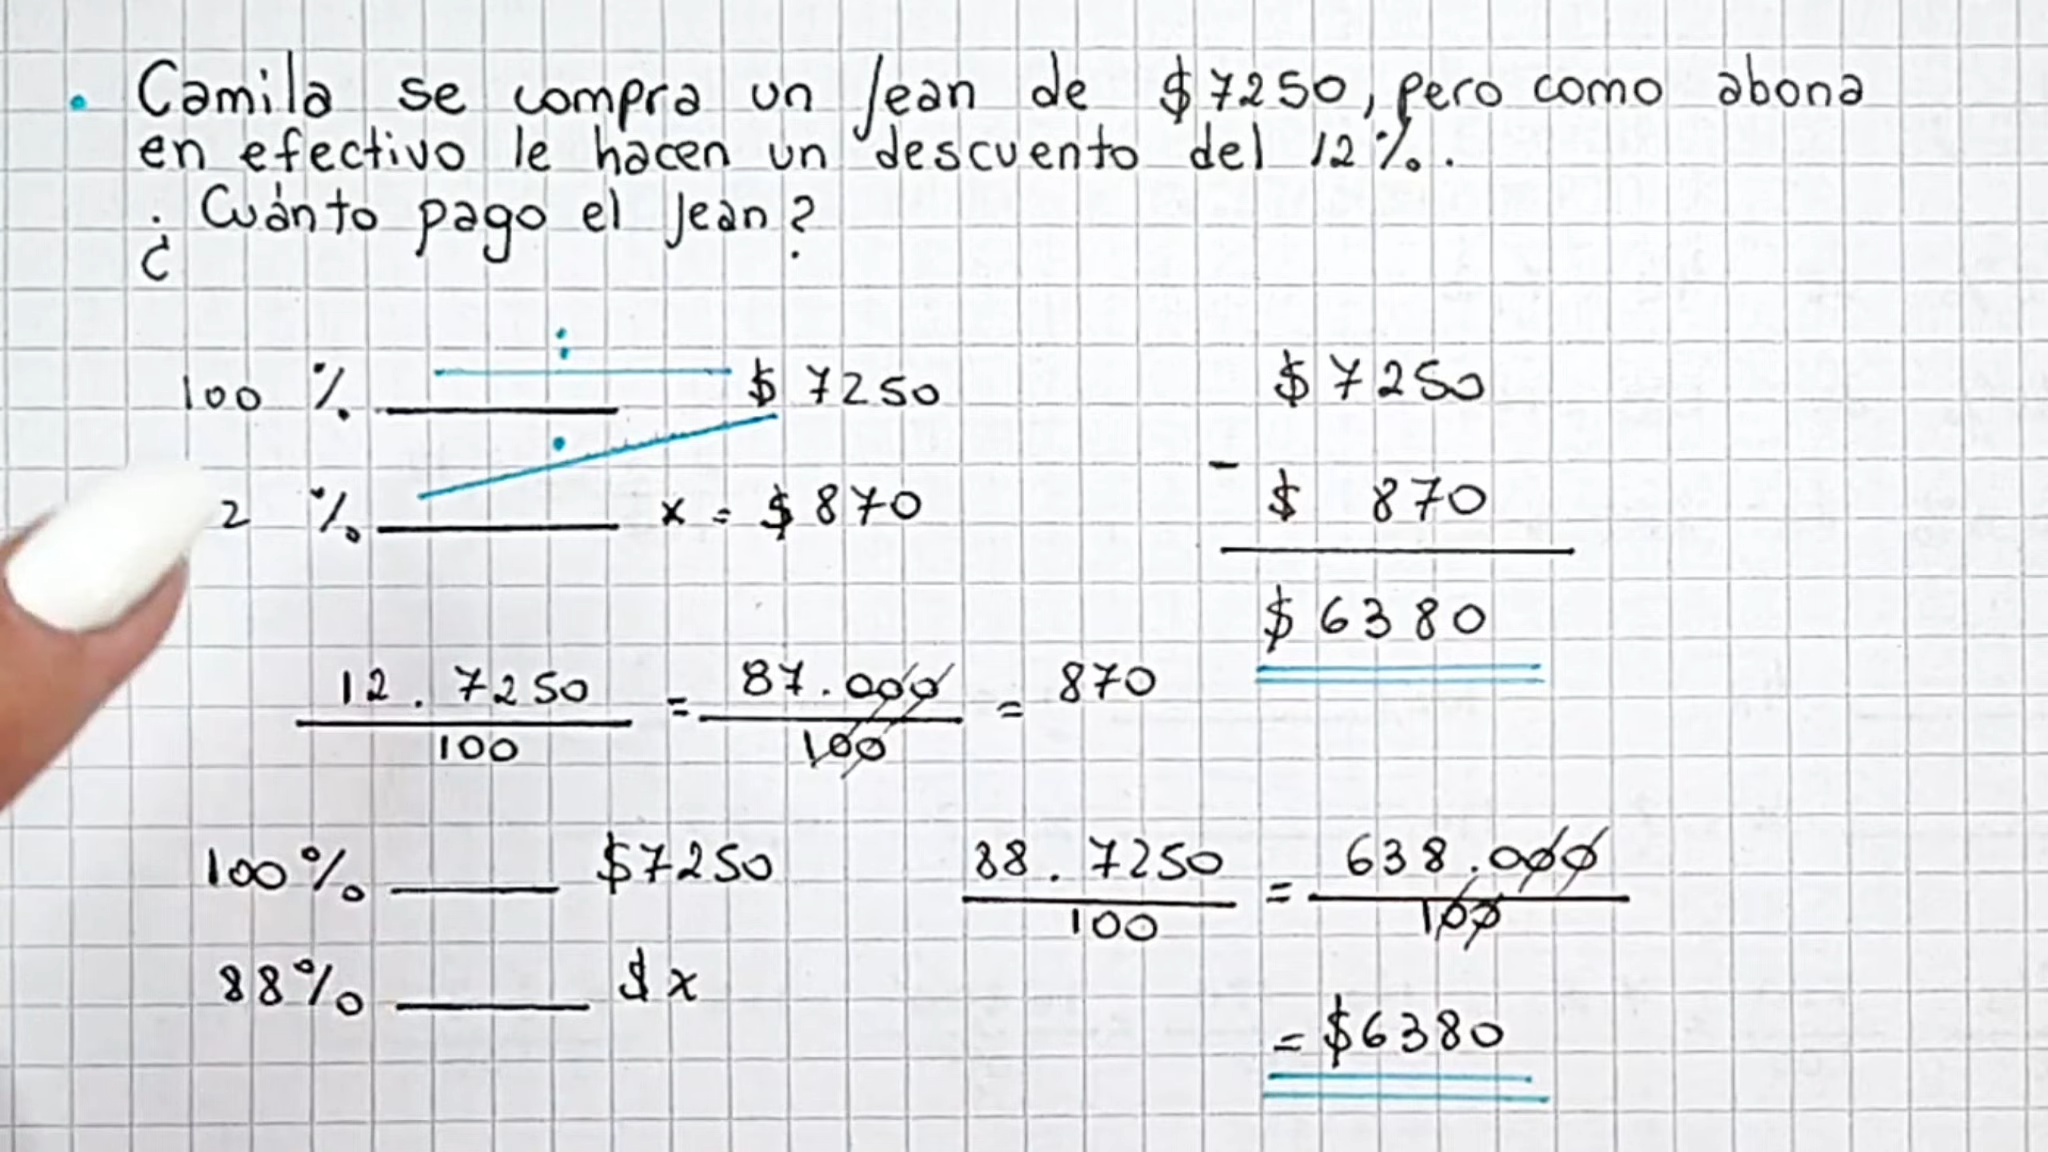 • Camila se compra un Jean de $7250, pero como abona
en efectivo le hacen un descuento del 12%.
¿Cuánto pago el Jean?
100 % ——— $ 7250
2 % ——— x = $870
:
.
$7250
- $ 870
$6380
12 . 7250 / 100 = 87.000 / 100 = 870
100% ——— $7250
88% ——— $x
88 . 7250 / 100 = 638.000 / 100
= $6380